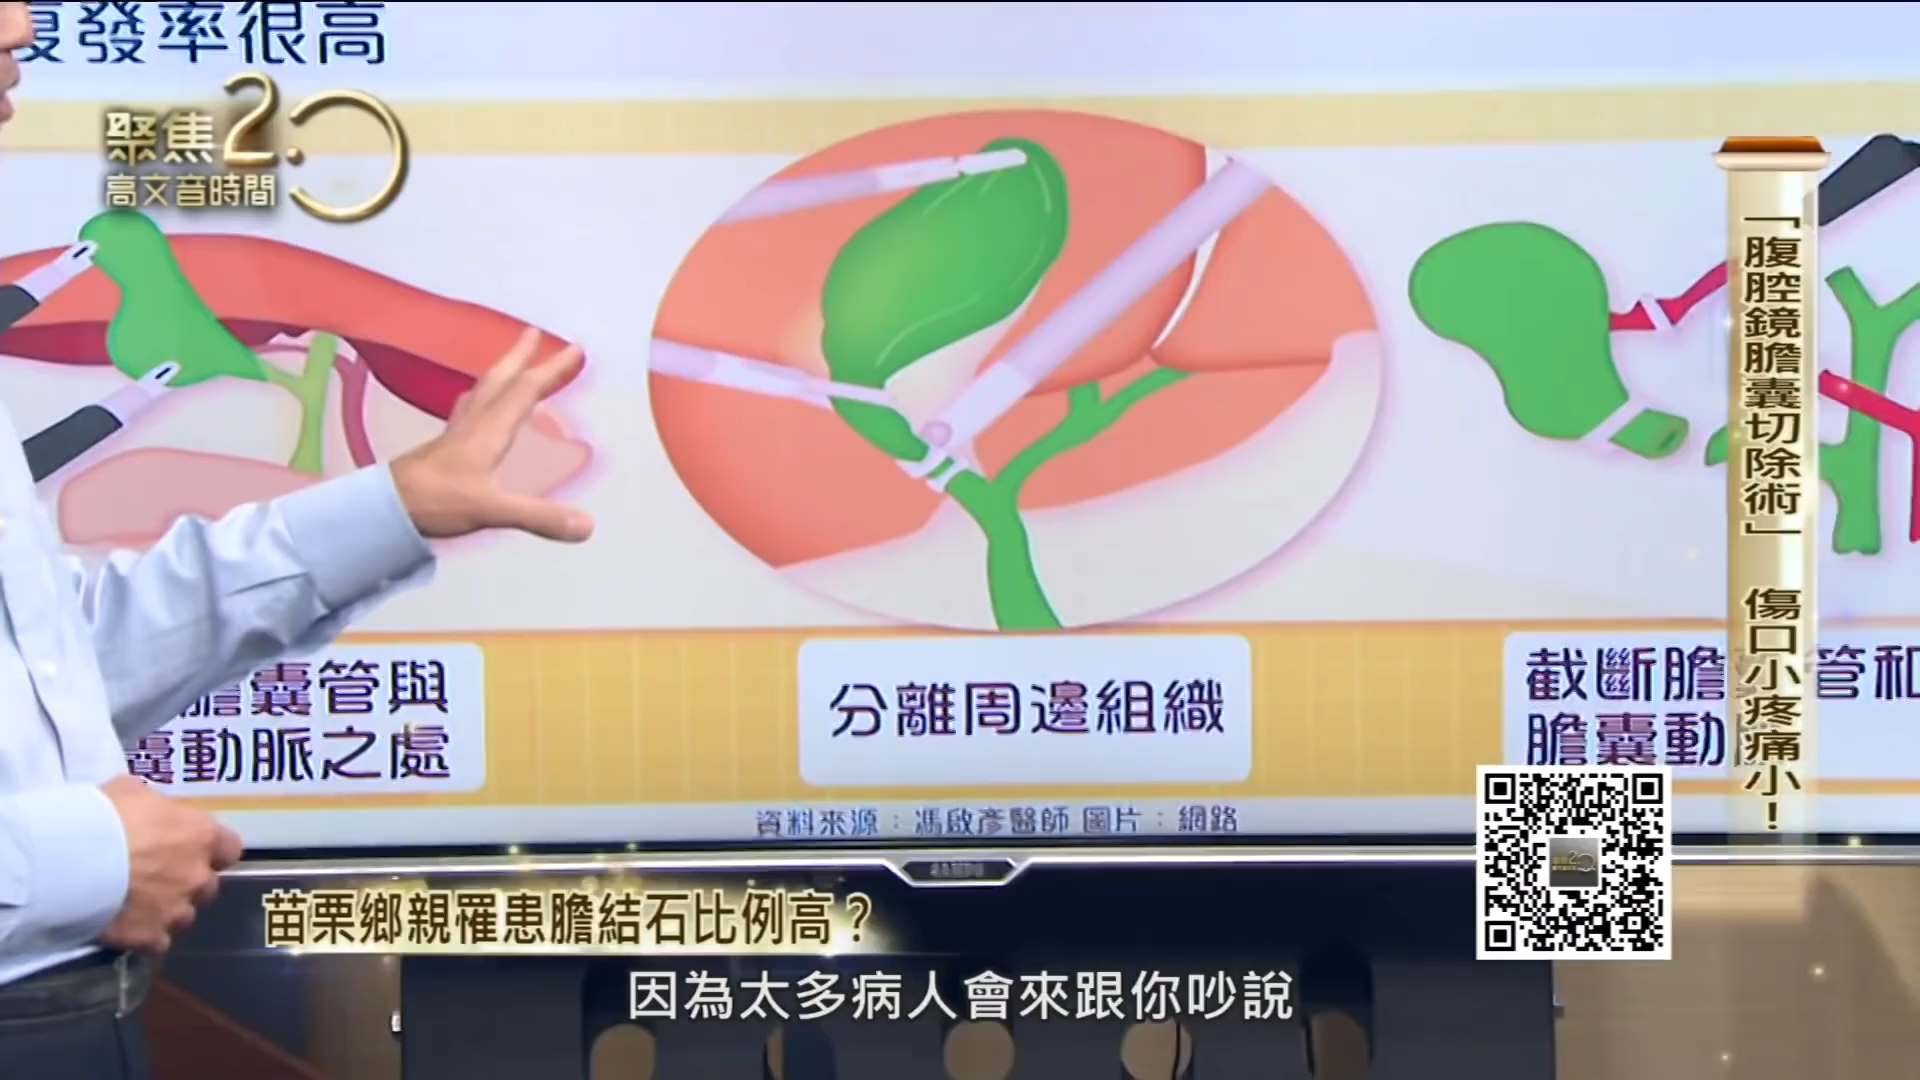 復發率很高
聚焦2.0
高文音時間
膽囊管與
囊動脈之處
分離周邊組織
截斷膽 管和
膽囊動
資料來源：馮啟彥醫師 圖片：網路
「腹腔鏡膽囊切除術」 傷口小疼痛小！
苗栗鄉親罹患膽結石比例高？
因為太多病人會來跟你吵說